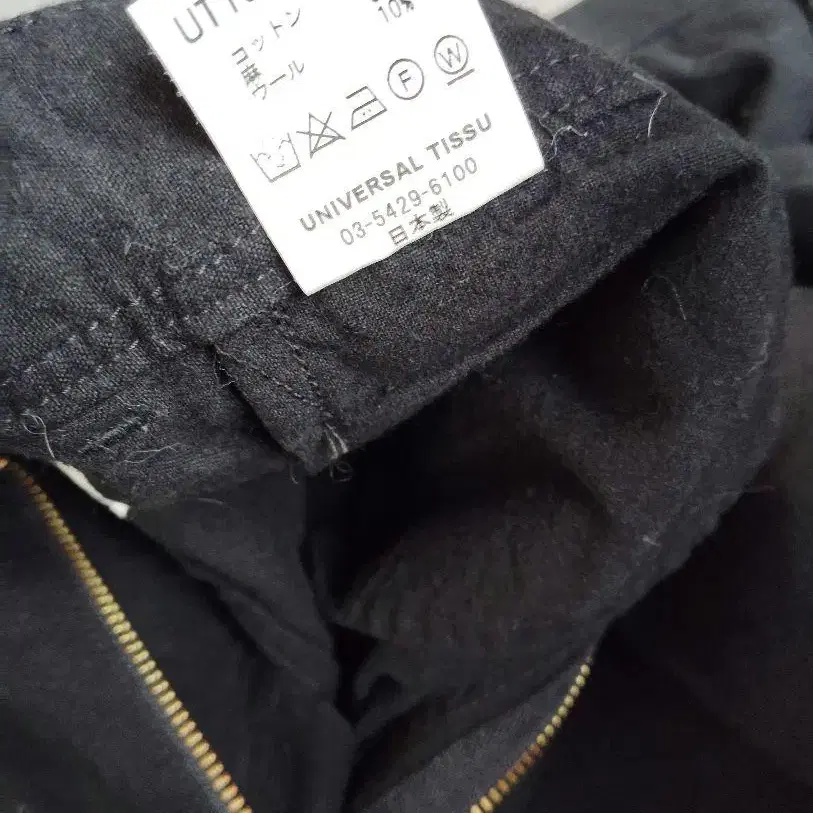 UT1
コットン
麻
ウール 10%
F W
UNIVERSAL TISSU
03-5429-6100
日本製